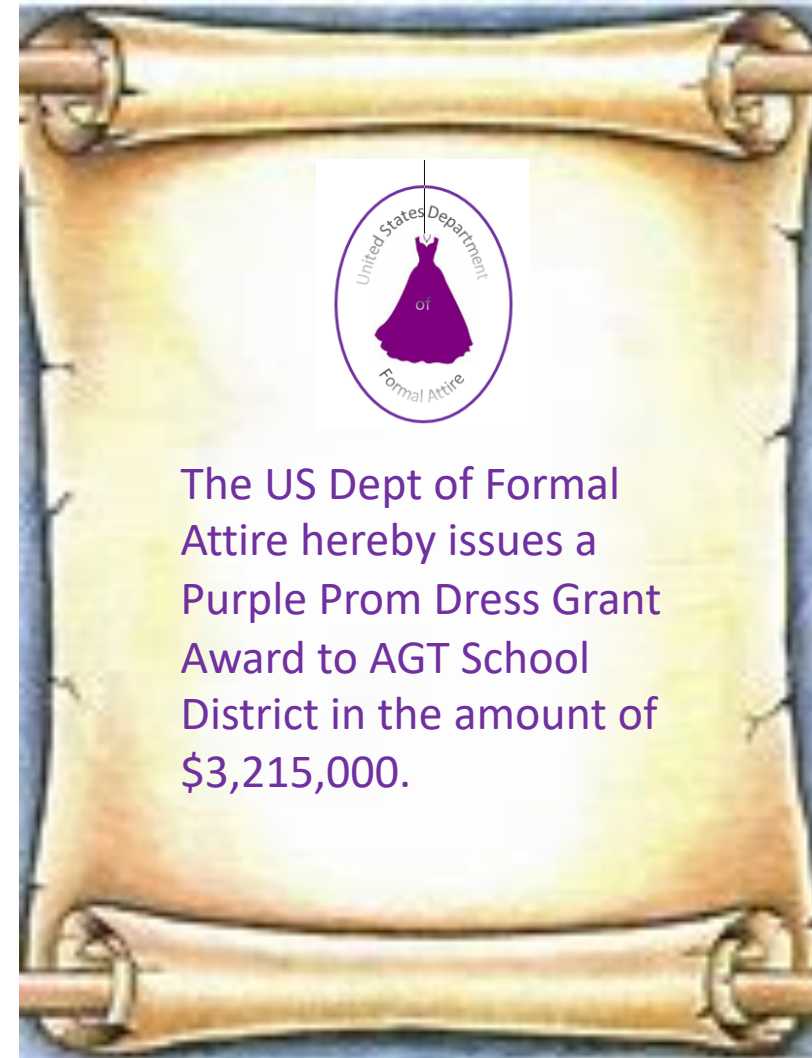 United States Department
of
Formal Attire
The US Dept of Formal
Attire hereby issues a
Purple Prom Dress Grant
Award to AGT School
District in the amount of
$3,215,000.